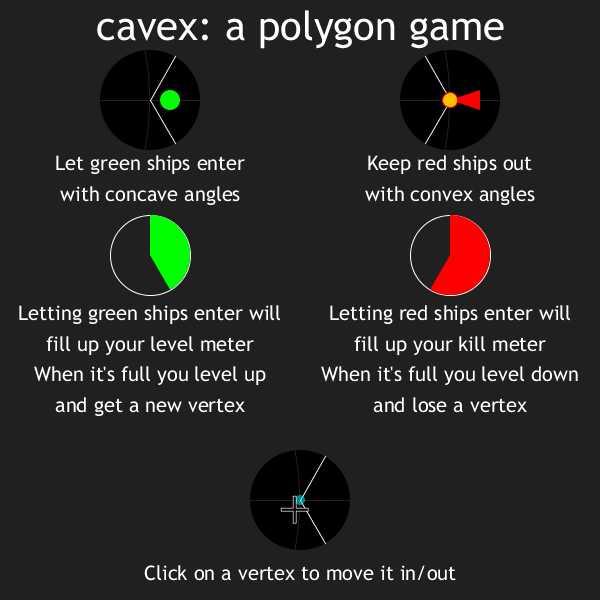 cavex: a polygon game
Let green ships enter
with concave angles
Keep red ships out
with convex angles
Letting green ships enter will
fill up your level meter
When it's full you level up
and get a new vertex
Letting red ships enter will
fill up your kill meter
When it's full you level down
and lose a vertex
Click on a vertex to move it in/out